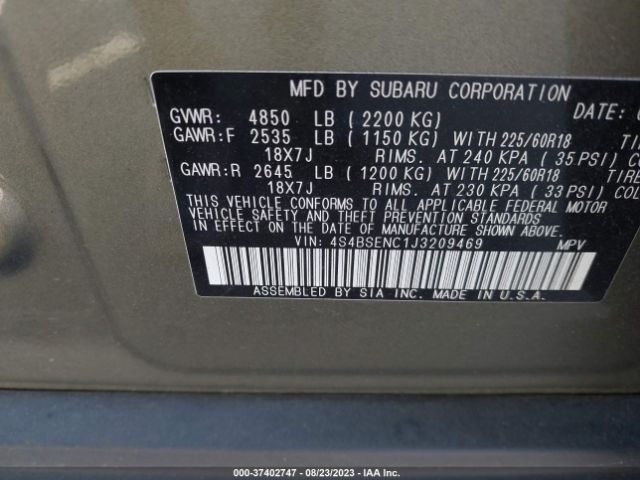 MFD BY SUBARU CORPORATION
GVWR: 4850 LB ( 2200 KG) DATE:
GAWR:F 2535 LB ( 1150 KG) WITH 225/60R18
18X7J RIMS. AT 240 KPA ( 35 PSI)
GAWR:R 2645 LB ( 1200 KG) WITH 225/60R18 TIRE
18X7J RIMS. AT 230 KPA ( 33 PSI)
THIS VEHICLE CONFORMS TO ALL APPLICABLE FEDERAL MOTOR
VEHICLE SAFETY AND THEFT PREVENTION STANDARDS IN EFFECT
ON THE DATE OF MANUFACTURE SHOWN ABOVE.
VIN: 4S4BSENC1J3209469 MPV
ASSEMBLED BY SIA INC. MADE IN U.S.A.
000-37402747 - 08/23/2023 - IAA Inc.